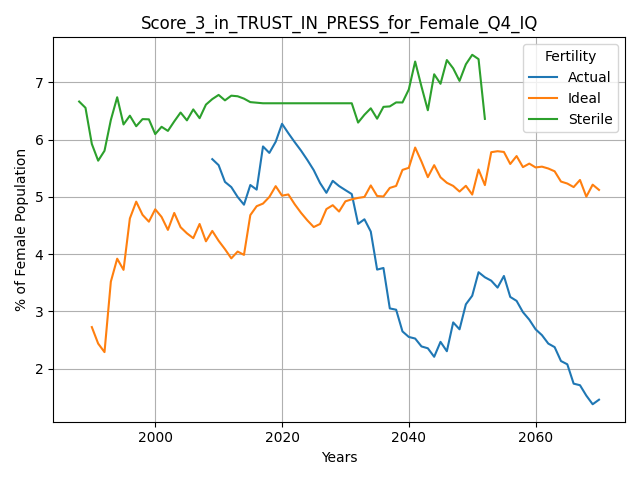 Score_3_in_TRUST_IN_PRESS_for_Female_Q4_IQ
Fertility
Actual
Ideal
Sterile
% of Female Population
7
6
5
4
3
2
2000
2020
2040
2060
Years